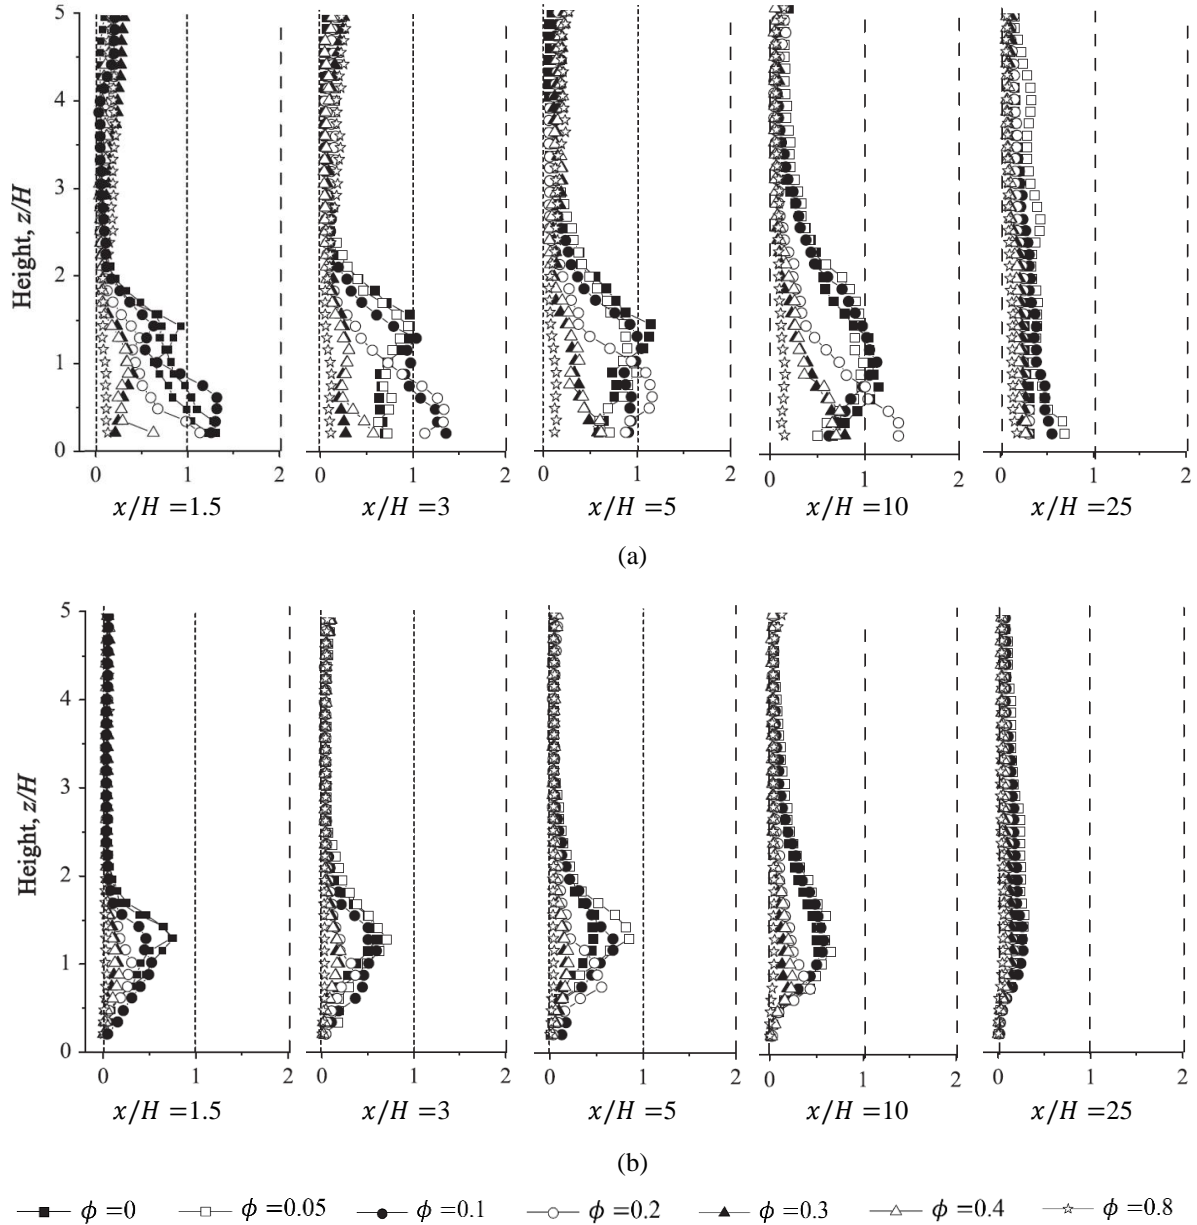 Height, z/H
5
4
3
2
1
0
0 1 2
0 1 2
0 1 2
0 1 2
0 1 2
x/H =1.5
x/H =3
x/H =5
x/H =10
x/H =25
(a)
Height, z/H
5
4
3
2
1
0
0 1 2
0 1 2
0 1 2
0 1 2
0 1 2
x/H =1.5
x/H =3
x/H =5
x/H =10
x/H =25
(b)
ϕ =0
ϕ =0.05
ϕ =0.1
ϕ =0.2
ϕ =0.3
ϕ =0.4
ϕ =0.8